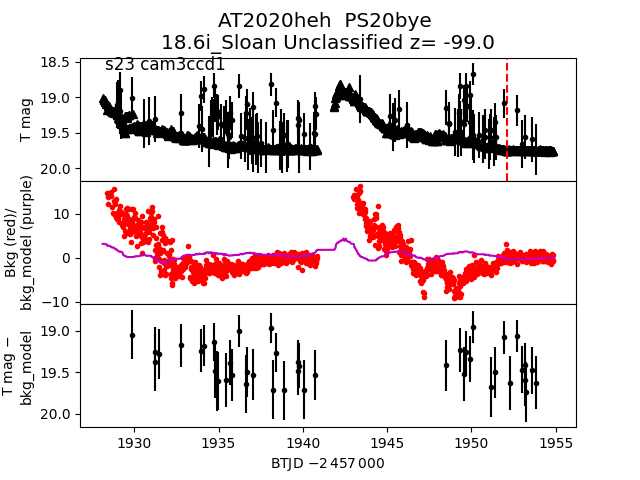 AT2020heh  PS20bye
18.6i_Sloan Unclassified z= -99.0
s23 cam3ccd1
18.5
19.0
19.5
20.0
T mag
10
0
−10
Bkg (red)/
bkg_model (purple)
19.0
19.5
20.0
T mag −
bkg_model
1930
1935
1940
1945
1950
1955
BTJD −2 457 000